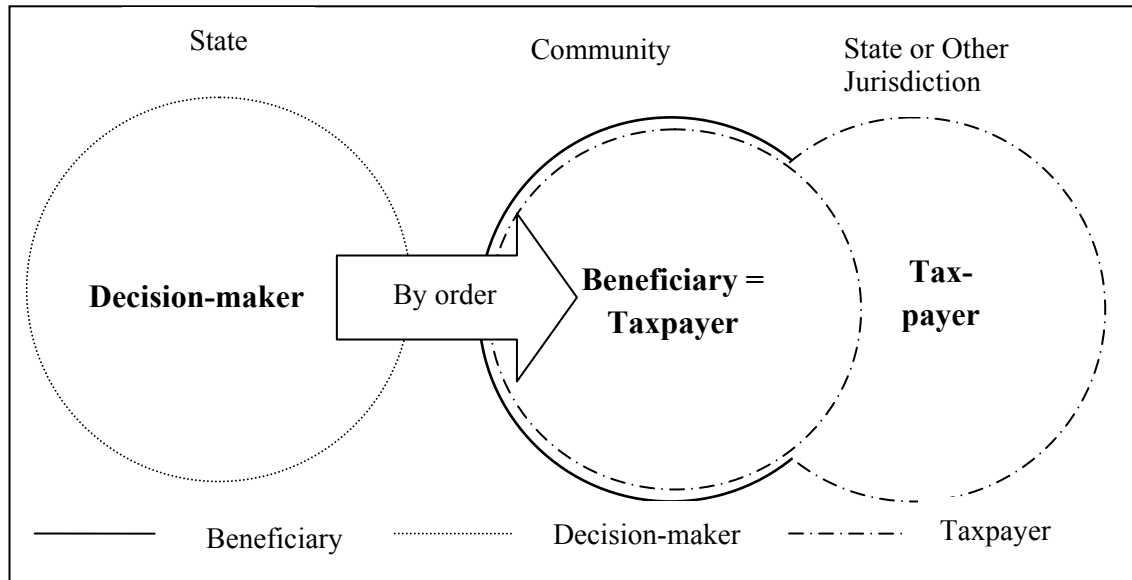 State
Community
State or Other
Jurisdiction
Decision-maker
By order
Beneficiary =
Taxpayer
Tax-
payer
Beneficiary
Decision-maker
Taxpayer